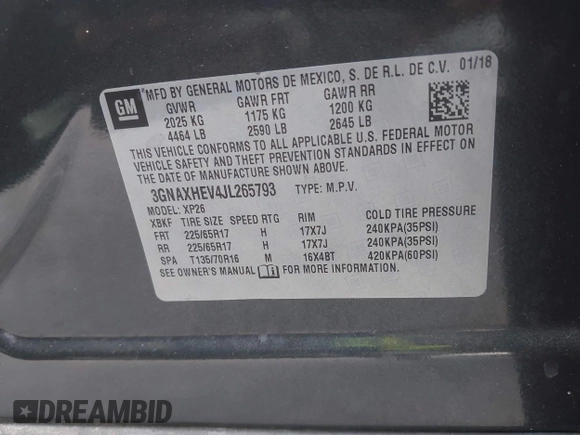 GM
MFD BY GENERAL MOTORS DE MEXICO, S. DE R.L. DE C.V. 01/18
GVWR GAWR FRT GAWR RR
2025 KG 1175 KG 1200 KG
4464 LB 2590 LB 2645 LB
THIS VEHICLE CONFORMS TO ALL APPLICABLE U.S. FEDERAL MOTOR
VEHICLE SAFETY AND THEFT PREVENTION STANDARDS IN EFFECT ON
THE DATE OF MANUFACTURE SHOWN ABOVE.
3GNAXHEV4JL265793 TYPE: M.P.V.
MODEL: XP26
XBKF TIRE SIZE SPEED RTG RIM COLD TIRE PRESSURE
FRT 225/65R17 H 17X7J 240KPA(35PSI)
RR 225/65R17 H 17X7J 240KPA(35PSI)
SPA T135/70R16 M 16X4BT 420KPA(60PSI)
SEE OWNER'S MANUAL FOR MORE INFORMATION.
DREAMBID